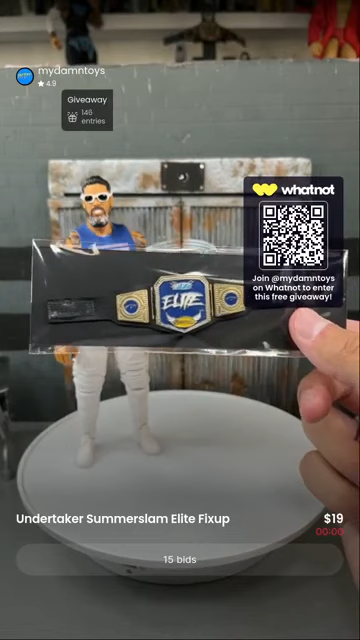 mydamntoys
4.9
Giveaway
146
entries
whatnot
Join @mydamntoys
on Whatnot to enter
this free giveaway!
ELITE
Undertaker Summerslam Elite Fixup
$19
00:00
15 bids